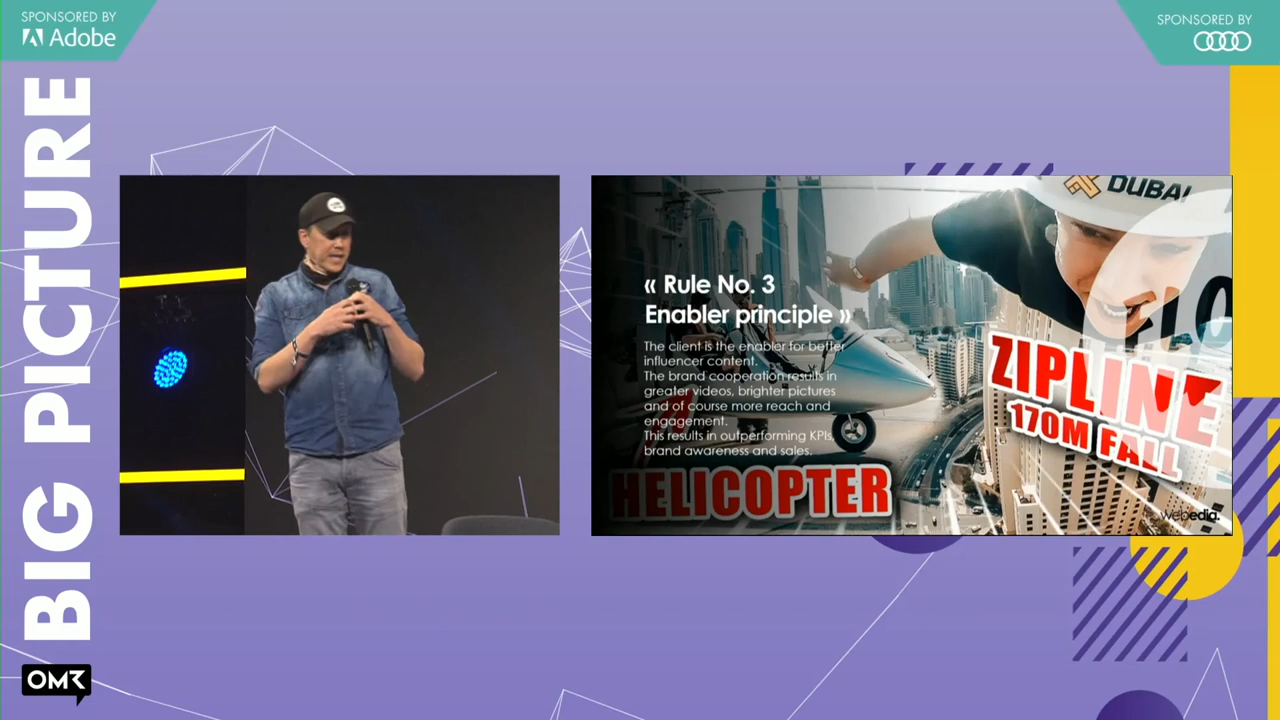 SPONSORED BY
Adobe
SPONSORED BY
BIG PICTURE
OMR
« Rule No. 3
Enabler principle »
The client is the enabler for better
influencer content.
The brand cooperation results in
greater videos, brighter pictures
and of course more reach and
engagement.
This results in outperforming KPIs,
brand awareness and sales.
HELICOPTER
DUBAI
ZIPLINE
170M FALL
webedia.